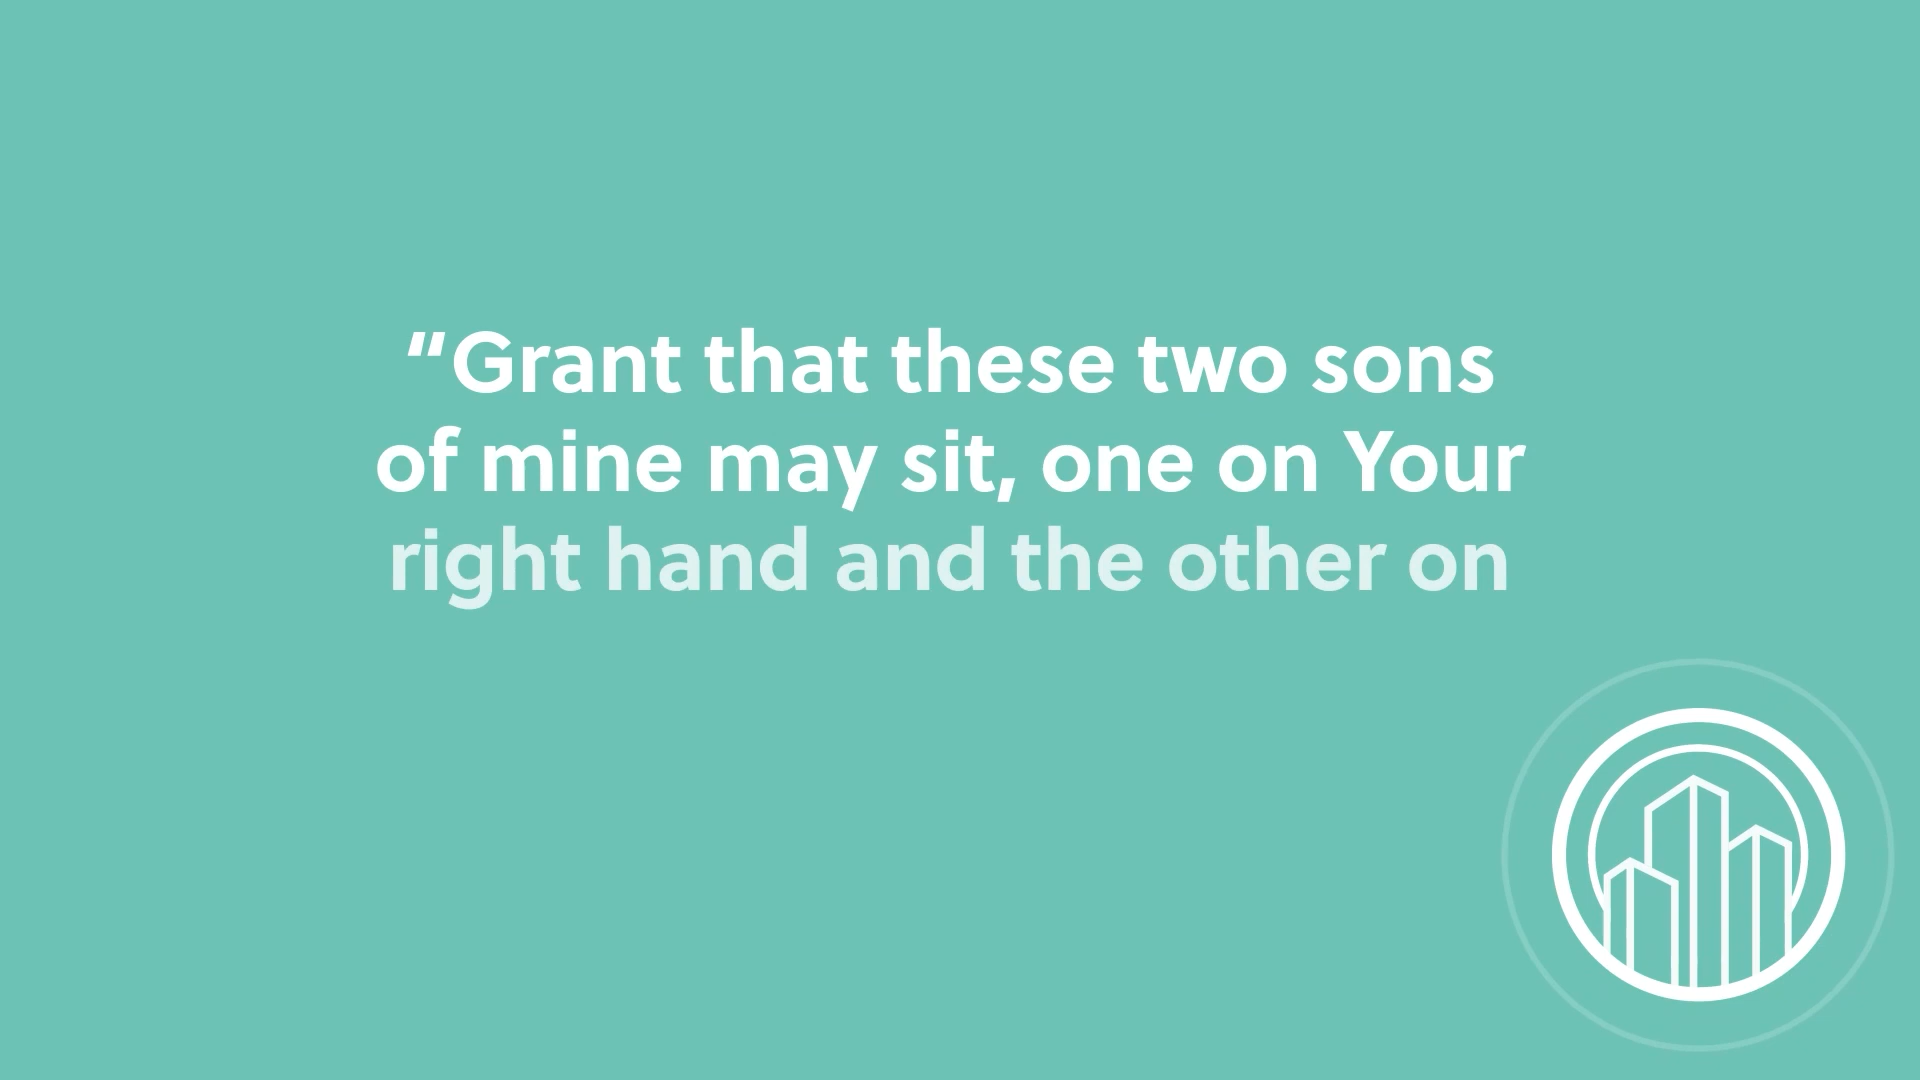 “Grant that these two sons
of mine may sit, one on Your
right hand and the other on